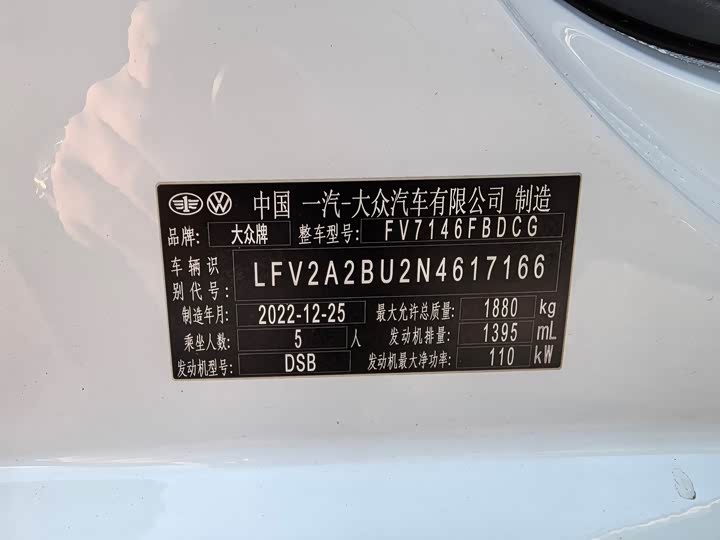 中国 一汽-大众汽车有限公司 制造
品牌: 大众牌 整车型号: FV7146FBDCG
车辆识别代号: LFV2A2BU2N4617166
制造年月: 2022-12-25 最大允许总质量: 1880 kg
乘坐人数: 5 人 发动机排量: 1395 mL
发动机型号: DSB 发动机最大净功率: 110 kW